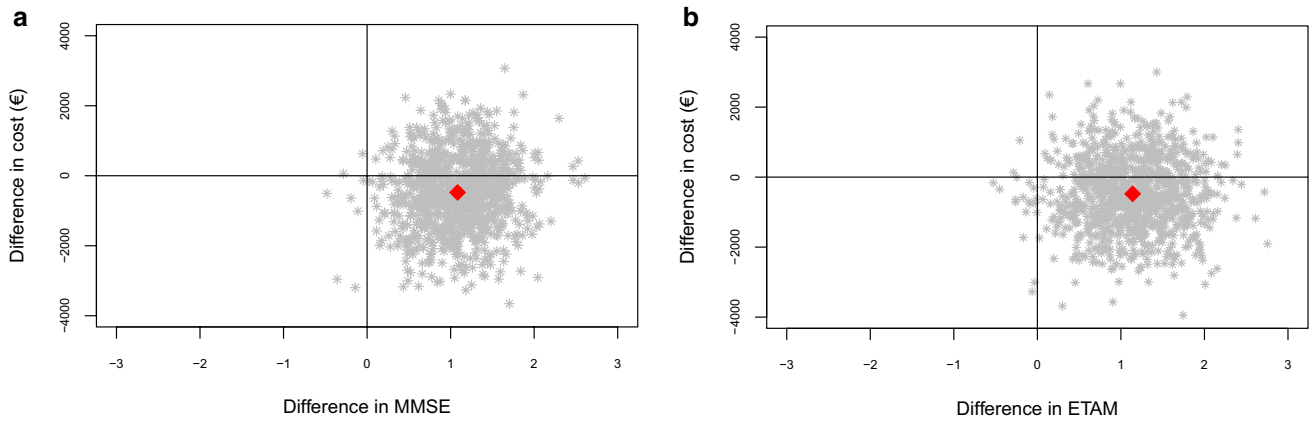 a
Difference in cost (€)
4000
2000
0
−2000
−4000
−3 −2 −1 0 1 2 3
Difference in MMSE
b
Difference in cost (€)
4000
2000
0
−2000
−4000
−3 −2 −1 0 1 2 3
Difference in ETAM